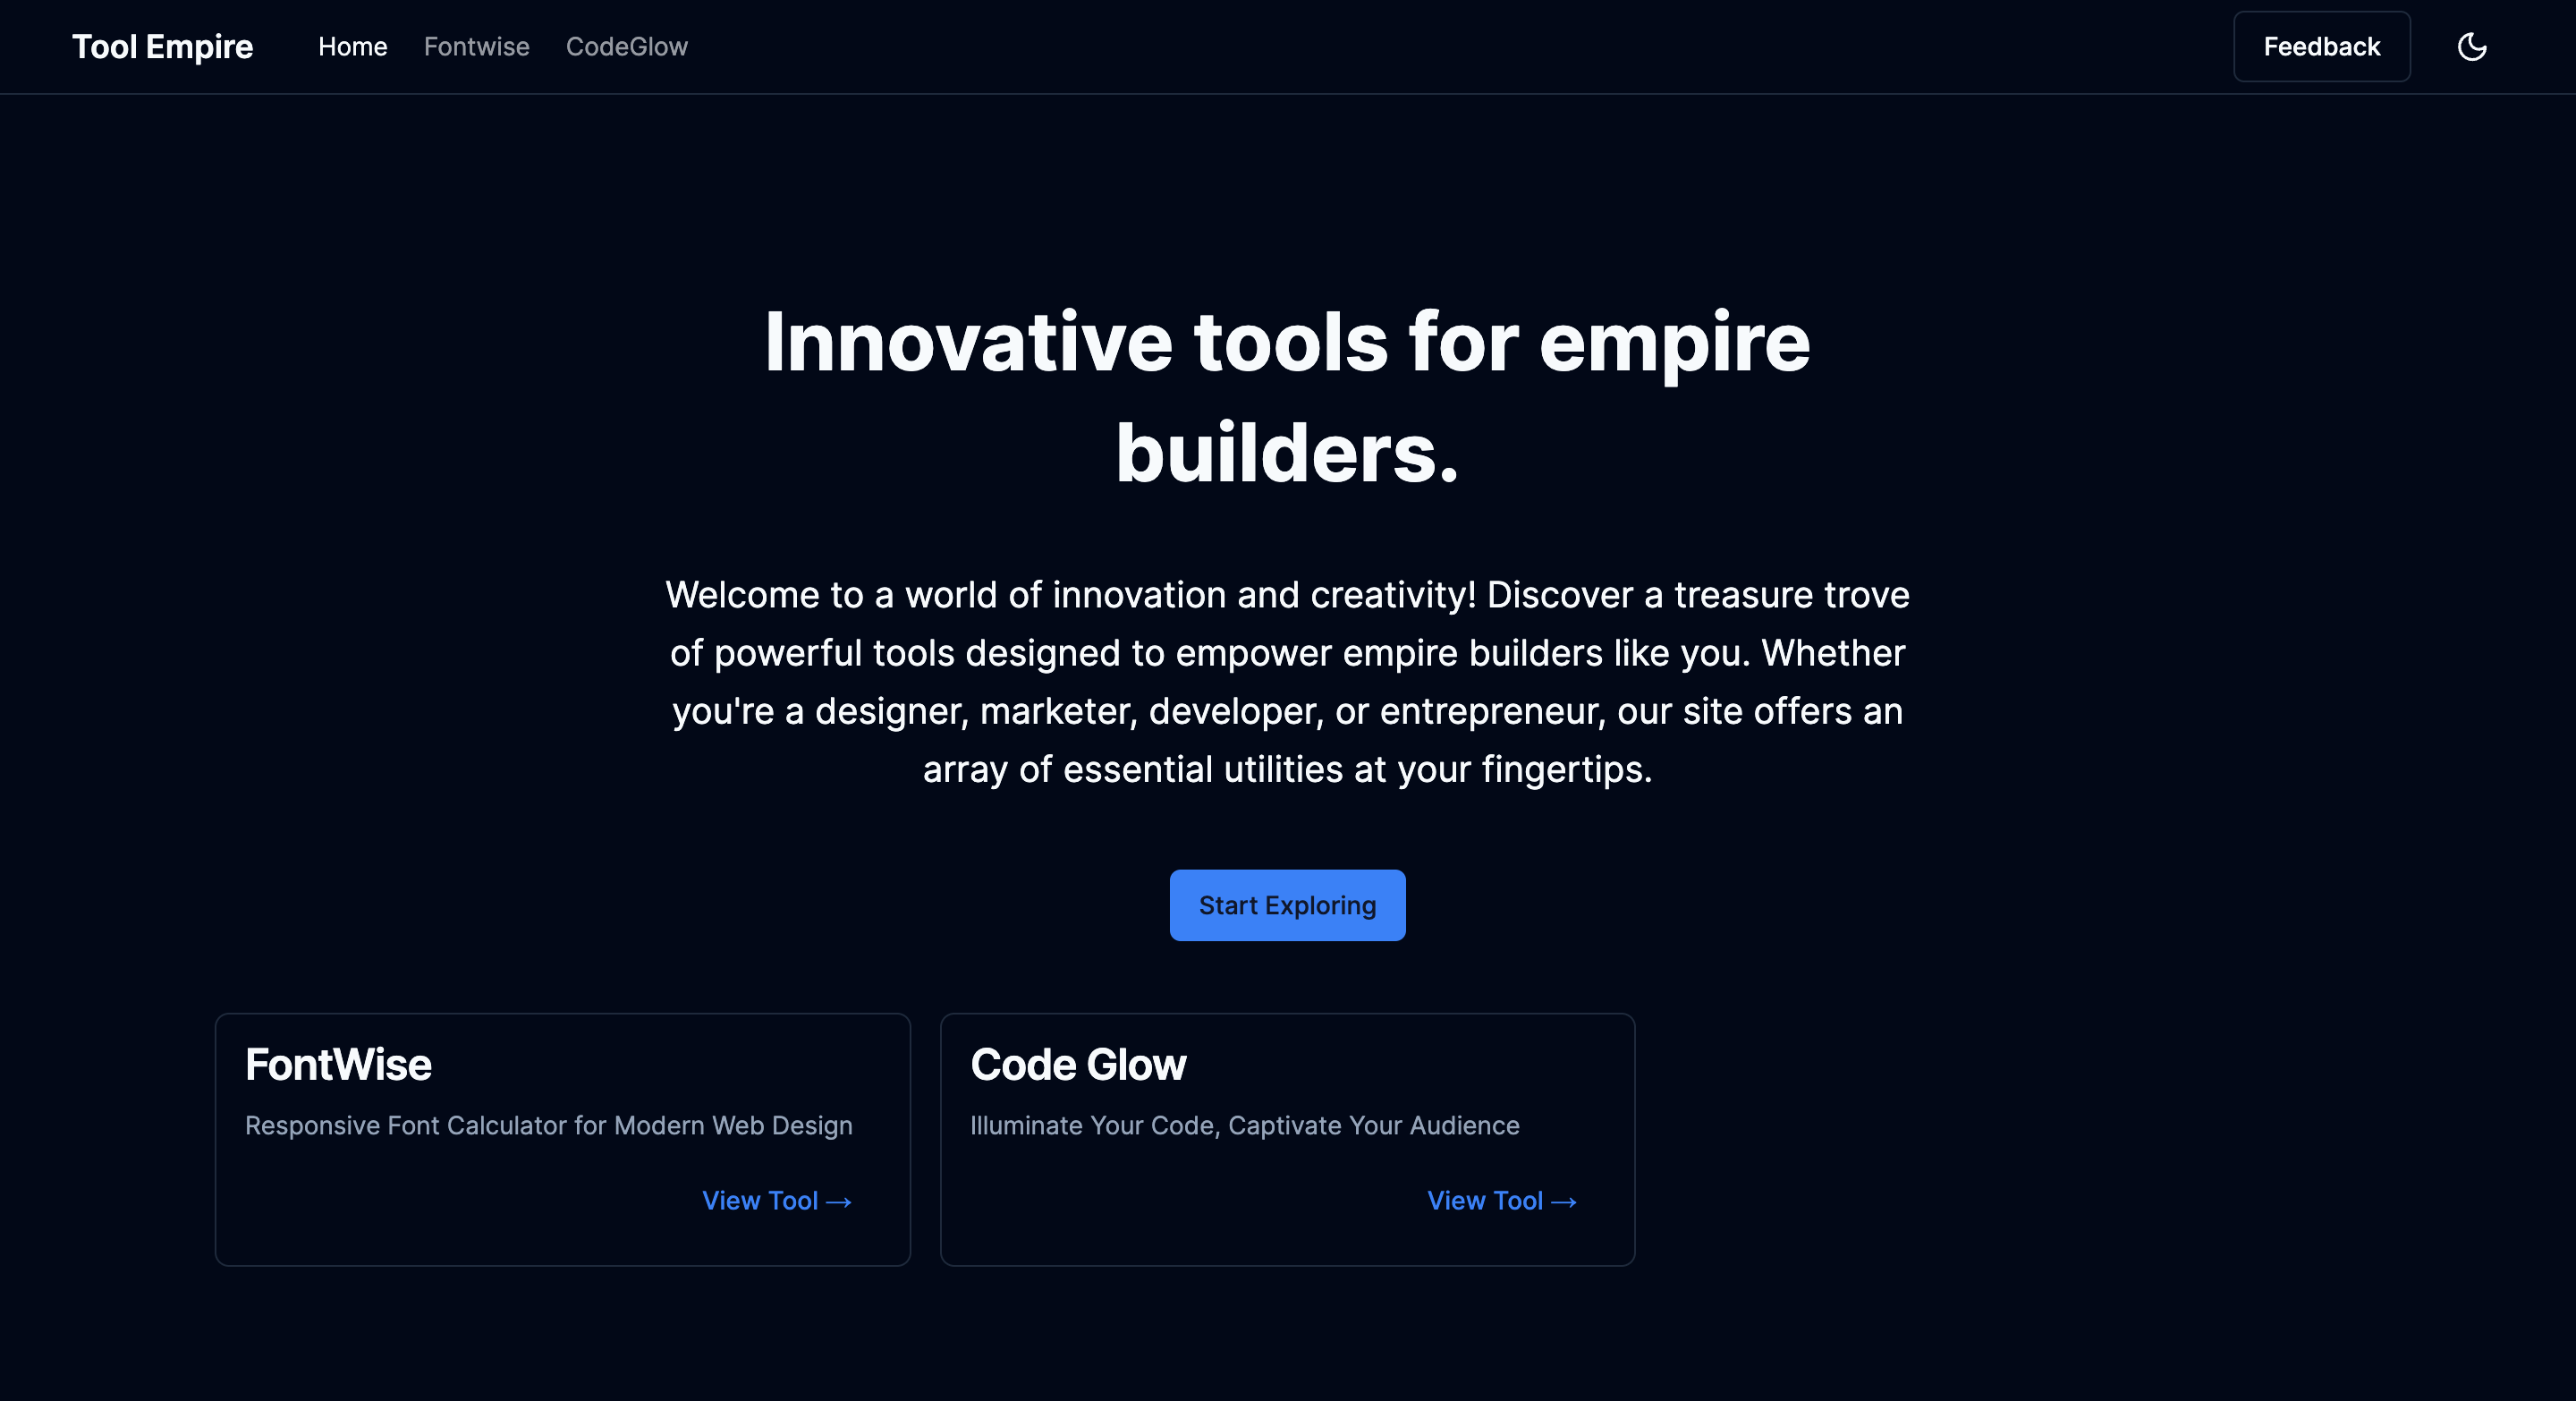 Tool Empire
Home
Fontwise
CodeGlow
Feedback
Innovative tools for empire
builders.
Welcome to a world of innovation and creativity! Discover a treasure trove
of powerful tools designed to empower empire builders like you. Whether
you're a designer, marketer, developer, or entrepreneur, our site offers an
array of essential utilities at your fingertips.
Start Exploring
FontWise
Responsive Font Calculator for Modern Web Design
View Tool →
Code Glow
Illuminate Your Code, Captivate Your Audience
View Tool →